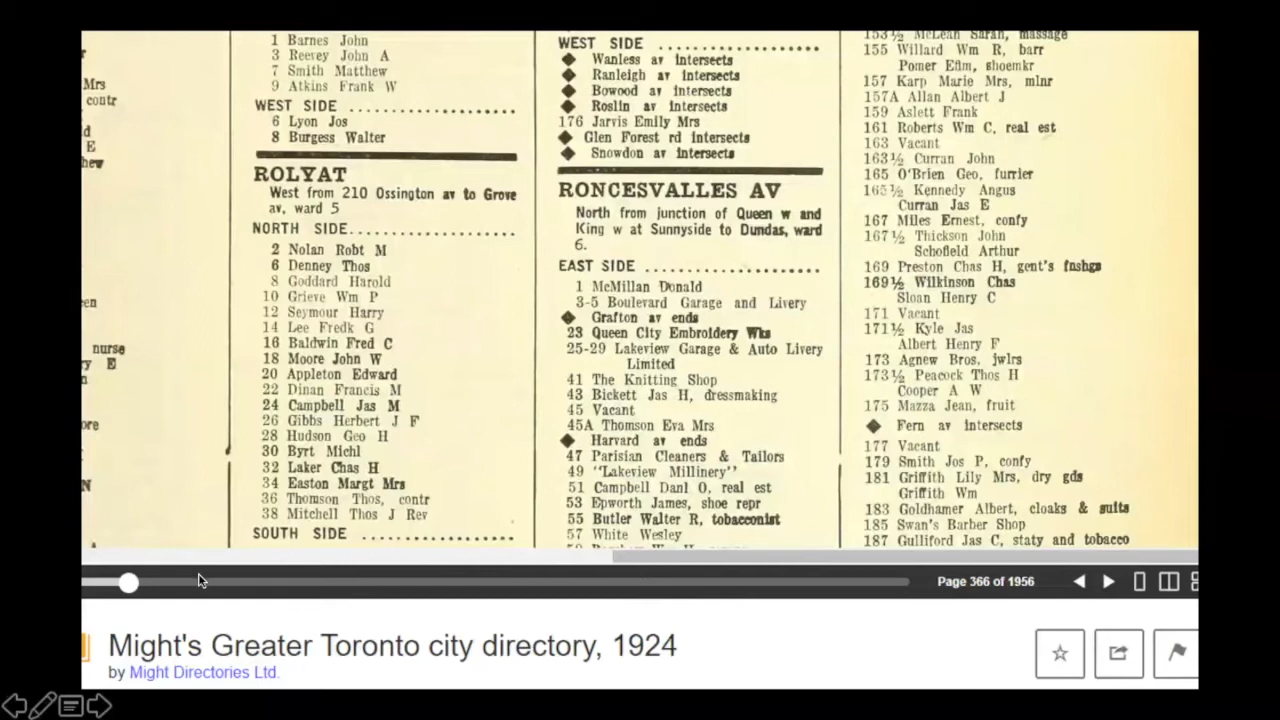 Mrs
contr
d
E
hew
en
nurse
ry E
n
ore
N
1 Barnes John
3 Reevey John A
7 Smith Matthew
9 Atkins Frank W
WEST SIDE
6 Lyon Jos
8 Burgess Walter
ROLYAT
West from 210 Ossington av to Grove
av, ward 5
NORTH SIDE
2 Nolan Robt M
6 Denney Thos
8 Goddard Harold
10 Grieve Wm P
12 Seymour Harry
14 Lee Fredk G
16 Baldwin Fred C
18 Moore John W
20 Appleton Edward
22 Dinan Francis M
24 Campbell Jas M
26 Gibbs Herbert J F
28 Hudson Geo H
30 Byrt Michl
32 Laker Chas H
34 Easton Margt Mrs
36 Thomson Thos, contr
38 Mitchell Thos J Rev
SOUTH SIDE
WEST SIDE
◆ Wanless av intersects
◆ Ranleigh av intersects
◆ Bowood av intersects
◆ Roslin av intersects
176 Jarvis Emily Mrs
◆ Glen Forest rd intersects
◆ Snowdon av intersects
RONCESVALLES AV
North from junction of Queen w and
King w at Sunnyside to Dundas, ward
6.
EAST SIDE
1 McMillan Donald
3-5 Boulevard Garage and Livery
◆ Grafton av ends
23 Queen City Embroidery Wks
25-29 Lakeview Garage & Auto Livery
Limited
41 The Knitting Shop
43 Bickett Jas H, dressmaking
45 Vacant
45A Thomson Eva Mrs
◆ Harvard av ends
47 Parisian Cleaners & Tailors
49 "Lakeview Millinery"
51 Campbell Danl O, real est
53 Epworth James, shoe repr
55 Butler Walter R, tobacconist
57 White Wesley
153½ McLean Sarah, massage
155 Willard Wm R, barr
Pomer Efim, shoemkr
157 Karp Marie Mrs, mlnr
157A Allan Albert J
159 Aslett Frank
161 Roberts Wm C, real est
163 Vacant
163½ Curran John
165 O'Brien Geo, furrier
165½ Kennedy Angus
Curran Jas E
167 Miles Ernest, confy
167½ Thickson John
Schofield Arthur
169 Preston Chas H, gent's fnshgs
169½ Wilkinson Chas
Sloan Henry C
171 Vacant
171½ Kyle Jas
Albert Henry F
173 Agnew Bros, jwlrs
173½ Peacock Thos H
Cooper A W
175 Mazza Jean, fruit
◆ Fern av intersects
177 Vacant
179 Smith Jos P, confy
181 Griffith Lily Mrs, dry gds
Griffith Wm
183 Goldhamer Albert, cloaks & suits
185 Swan's Barber Shop
187 Gulliford Jas C, staty and tobacco
Page 366 of 1956
Might's Greater Toronto city directory, 1924
by Might Directories Ltd.